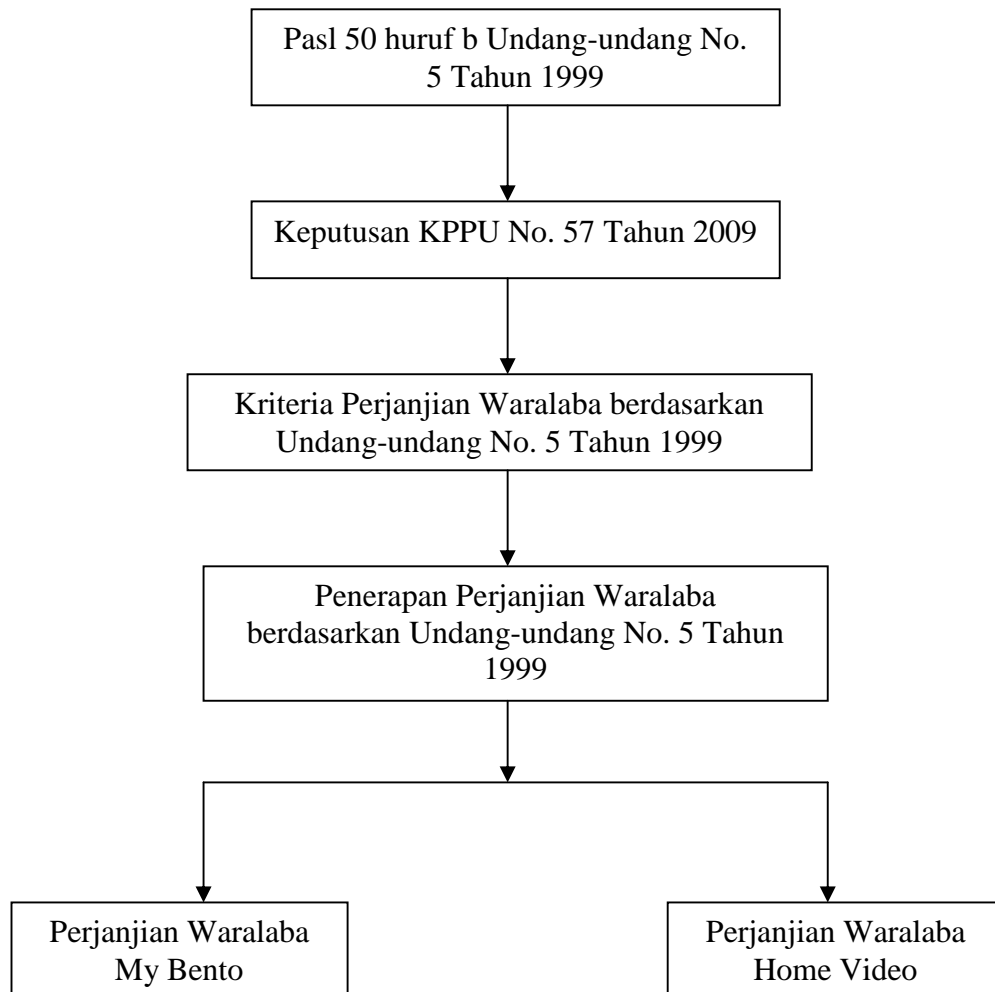 Pasl 50 huruf b Undang-undang No.
5 Tahun 1999
Keputusan KPPU No. 57 Tahun 2009
Kriteria Perjanjian Waralaba berdasarkan
Undang-undang No. 5 Tahun 1999
Penerapan Perjanjian Waralaba
berdasarkan Undang-undang No. 5 Tahun
1999
Perjanjian Waralaba
My Bento
Perjanjian Waralaba
Home Video